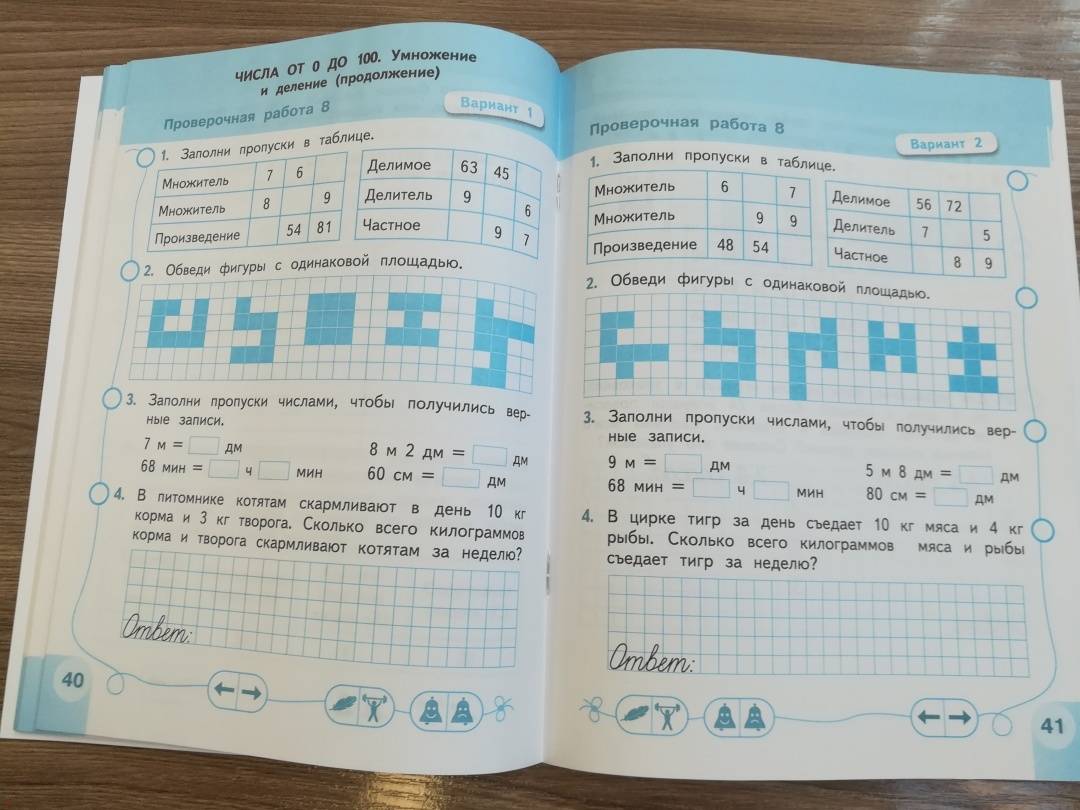 ЧИСЛА ОТ 0 ДО 100. Умножение
и деление (продолжение)
Проверочная работа 8
Вариант 1
1. Заполни пропуски в таблице.
Множитель 7 6
Множитель 8 9
Произведение 54 81
Делимое 63 45
Делитель 9 6
Частное 9 7
2. Обведи фигуры с одинаковой площадью.
3. Заполни пропуски числами, чтобы получились вер-
ные записи.
7 м = дм 8 м 2 дм = дм
68 мин = ч мин 60 см = дм
4. В питомнике котятам скармливают в день 10 кг
корма и 3 кг творога. Сколько всего килограммов
корма и творога скармливают котятам за неделю?
Ответ:
40
Проверочная работа 8
Вариант 2
1. Заполни пропуски в таблице.
Множитель 6 7
Множитель 9 9
Произведение 48 54
Делимое 56 72
Делитель 7 5
Частное 8 9
2. Обведи фигуры с одинаковой площадью.
3. Заполни пропуски числами, чтобы получились вер-
ные записи.
9 м = дм 5 м 8 дм = дм
68 мин = ч мин 80 см = дм
4. В цирке тигр за день съедает 10 кг мяса и 4 кг
рыбы. Сколько всего килограммов мяса и рыбы
съедает тигр за неделю?
Ответ:
41